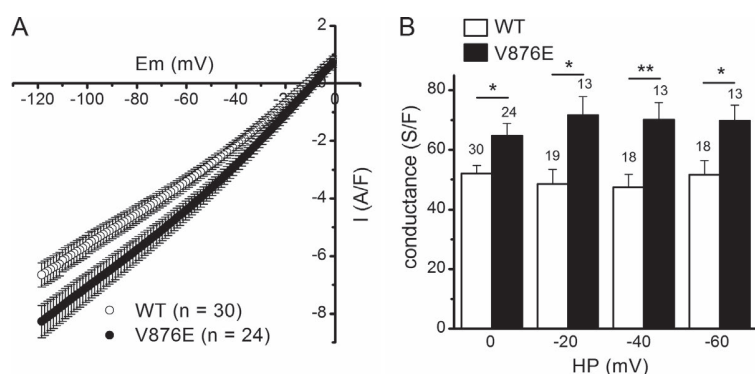 A
Em (mV)
2
-120 -100 -80 -60 -40 -20 0
0
-2
-4
-6
-8
I (A/F)
WT (n = 30)
V876E (n = 24)
B
WT
V876E
conductance (S/F)
80
60
40
20
0
* * ** *
30 24 19 13 18 13 18 13
0 -20 -40 -60
HP (mV)